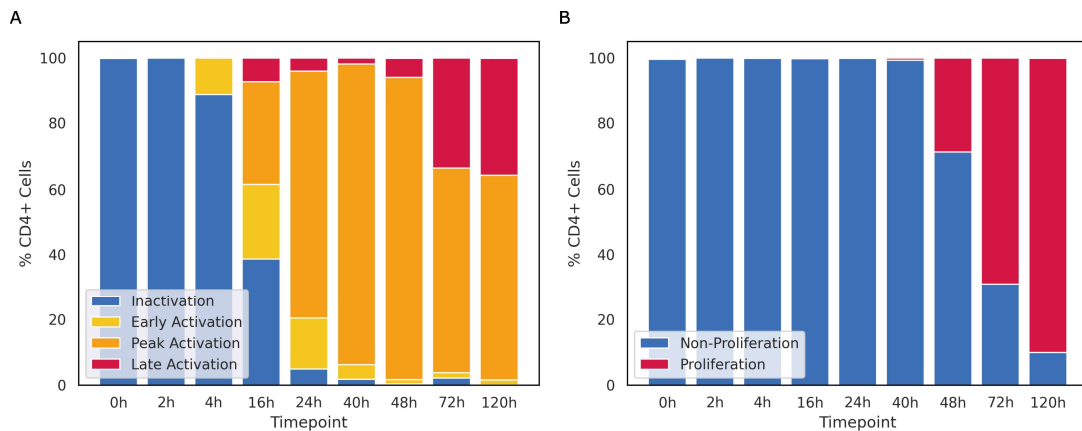 A
% CD4+ Cells
100
80
60
40
20
0
Inactivation
Early Activation
Peak Activation
Late Activation
0h 2h 4h 16h 24h 40h 48h 72h 120h
Timepoint
B
% CD4+ Cells
100
80
60
40
20
0
Non-Proliferation
Proliferation
0h 2h 4h 16h 24h 40h 48h 72h 120h
Timepoint